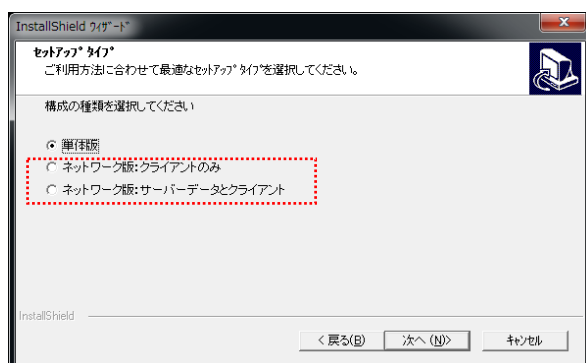 InstallShield ウィザード
セットアップ タイプ
ご利用方法に合わせて最適なセットアップ タイプを選択してください。
構成の種類を選択してください
単体版
ネットワーク版:クライアントのみ
ネットワーク版:サーバーデータとクライアント
InstallShield
< 戻る(B)
次へ (N)>
キャンセル